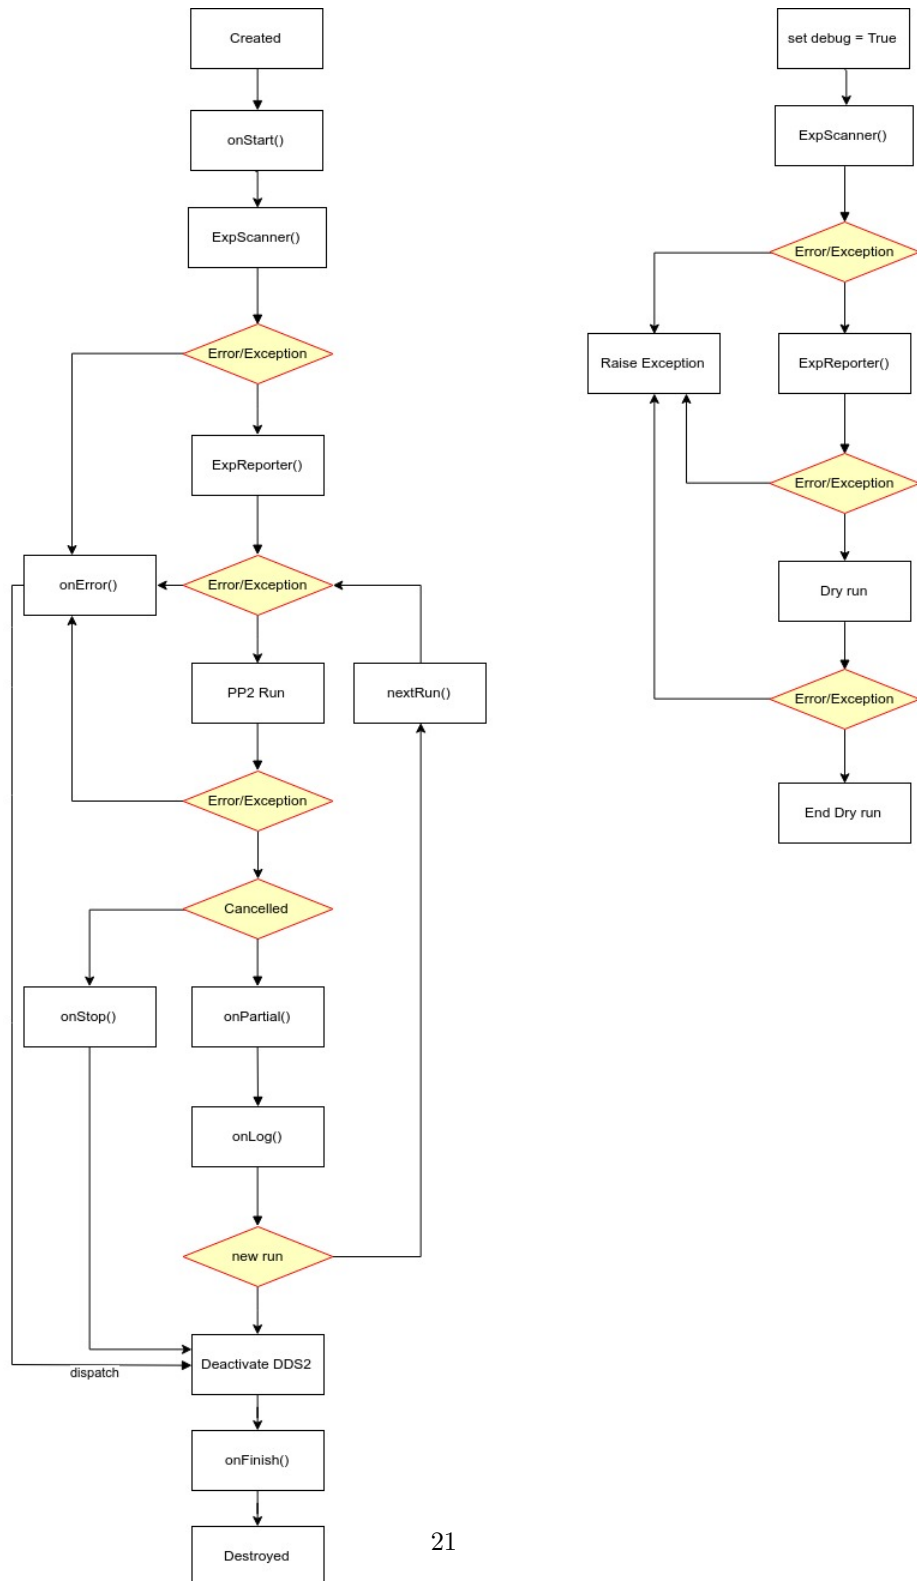 Created
onStart()
ExpScanner()
Error/Exception
ExpReporter()
onError()
Error/Exception
PP2 Run
nextRun()
Error/Exception
Cancelled
onStop()
onPartial()
onLog()
new run
Deactivate DDS2
dispatch
onFinish()
Destroyed
set debug = True
ExpScanner()
Error/Exception
Raise Exception
ExpReporter()
Error/Exception
Dry run
Error/Exception
End Dry run
21